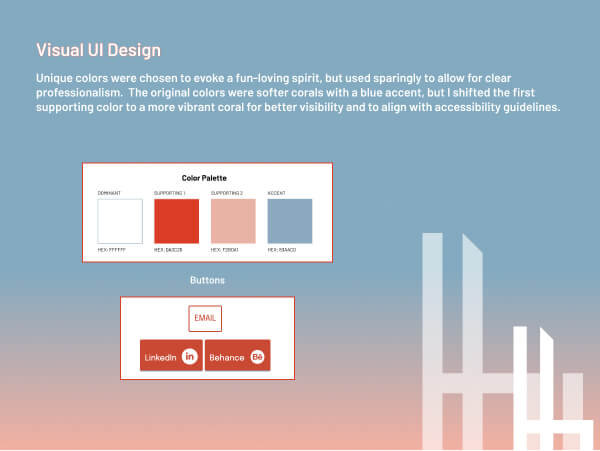 Visual UI Design
Unique colors were chosen to evoke a fun-loving spirit, but used sparingly to allow for clear
professionalism.  The original colors were softer corals with a blue accent, but I shifted the first
supporting color to a more vibrant coral for better visibility and to align with accessibility guidelines.
Color Palette
DOMINANT SUPPORTING 1 SUPPORTING 2 ACCENT
HEX: FFFFFF HEX: HEX: HEX:
Buttons
EMAIL
LinkedIn in Behance Bē